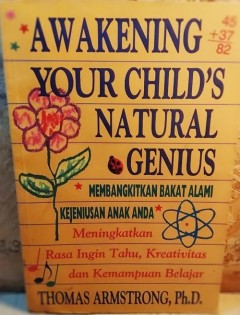 AWAKENING
45
+37
82
YOUR CHILD'S
NATURAL
GENIUS
MEMBANGKITKAN BAKAT ALAMI
KEJENIUSAN ANAK ANDA
Meningkatkan
Rasa Ingin Tahu, Kreativitas
dan Kemampuan Belajar
THOMAS ARMSTRONG, Ph.D.